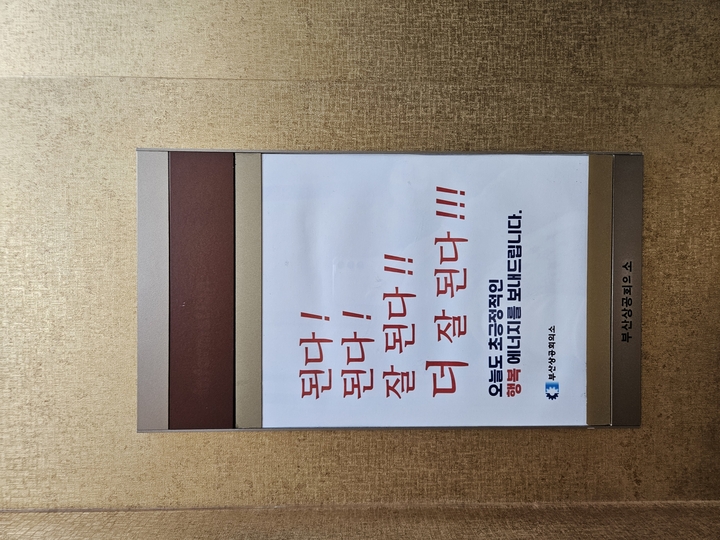 된다!
된다!
잘 된다!!
더 잘 된다!!!
오늘도 초긍정적인
행복 에너지를 보내드립니다.
부산상공회의소
부산상공회의소